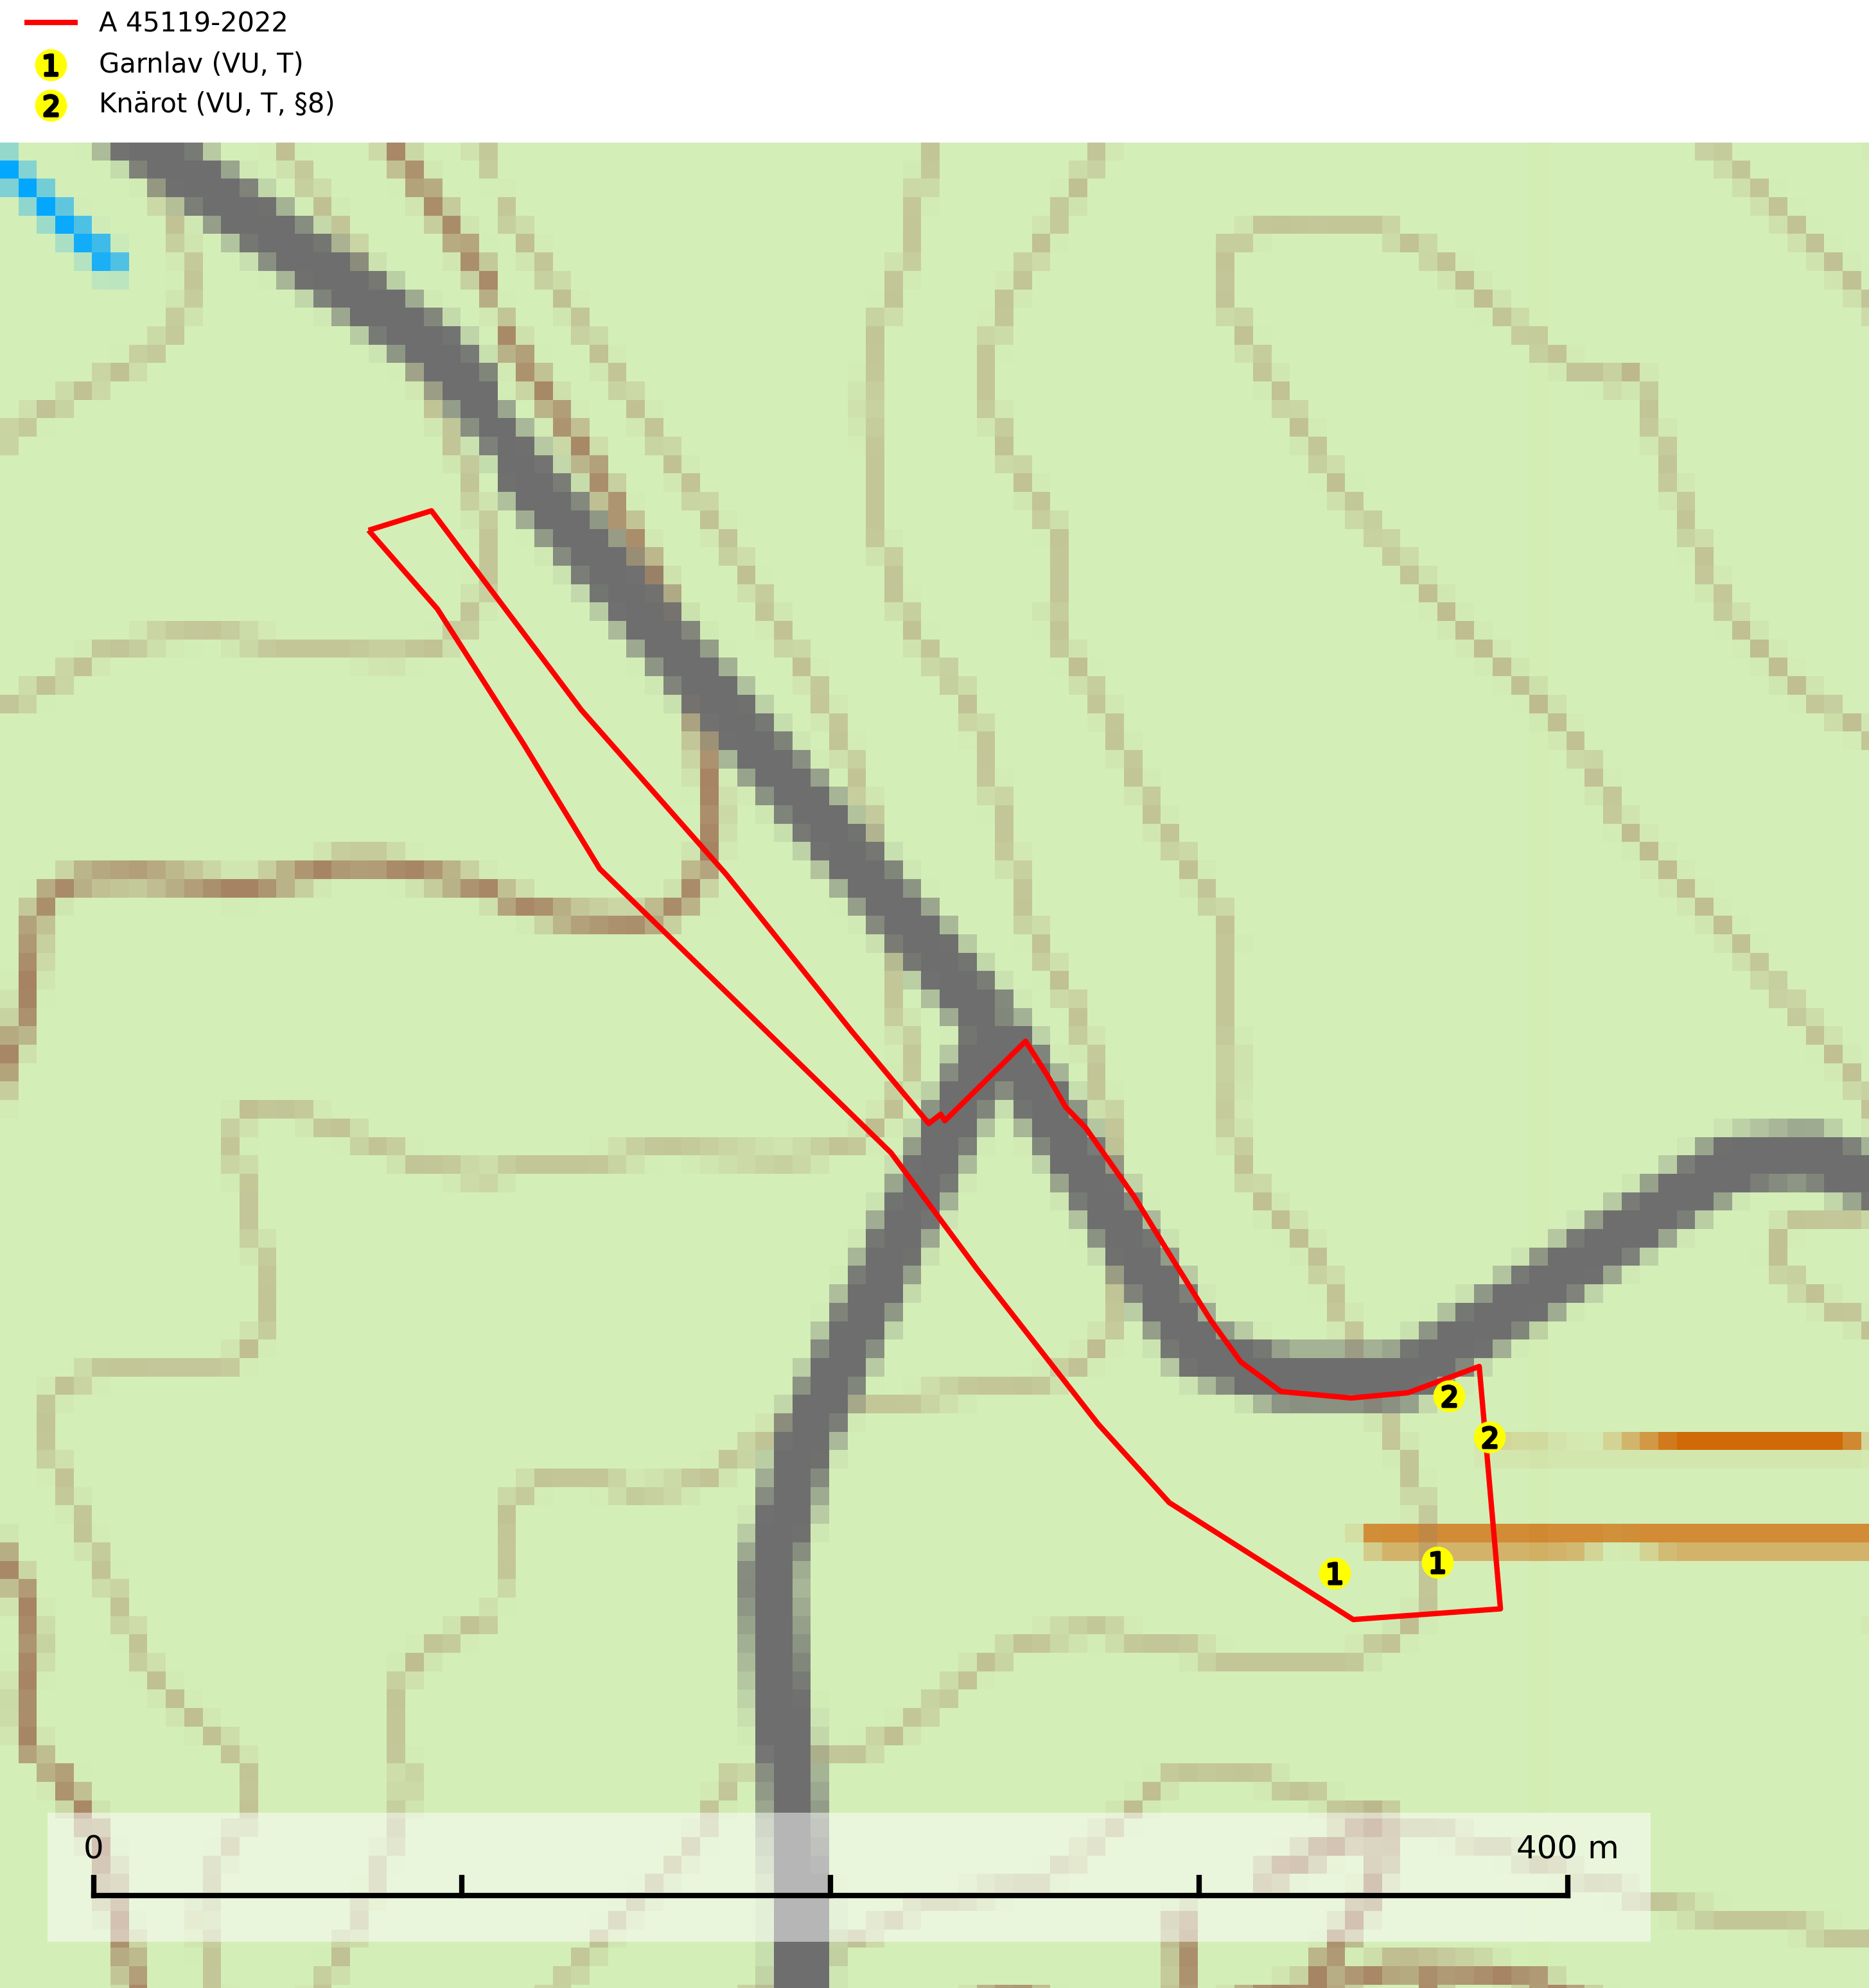 A 45119-2022
1 Garnlav (VU, T)
2 Knärot (VU, T, §8)
2
2
1
1
0 400 m